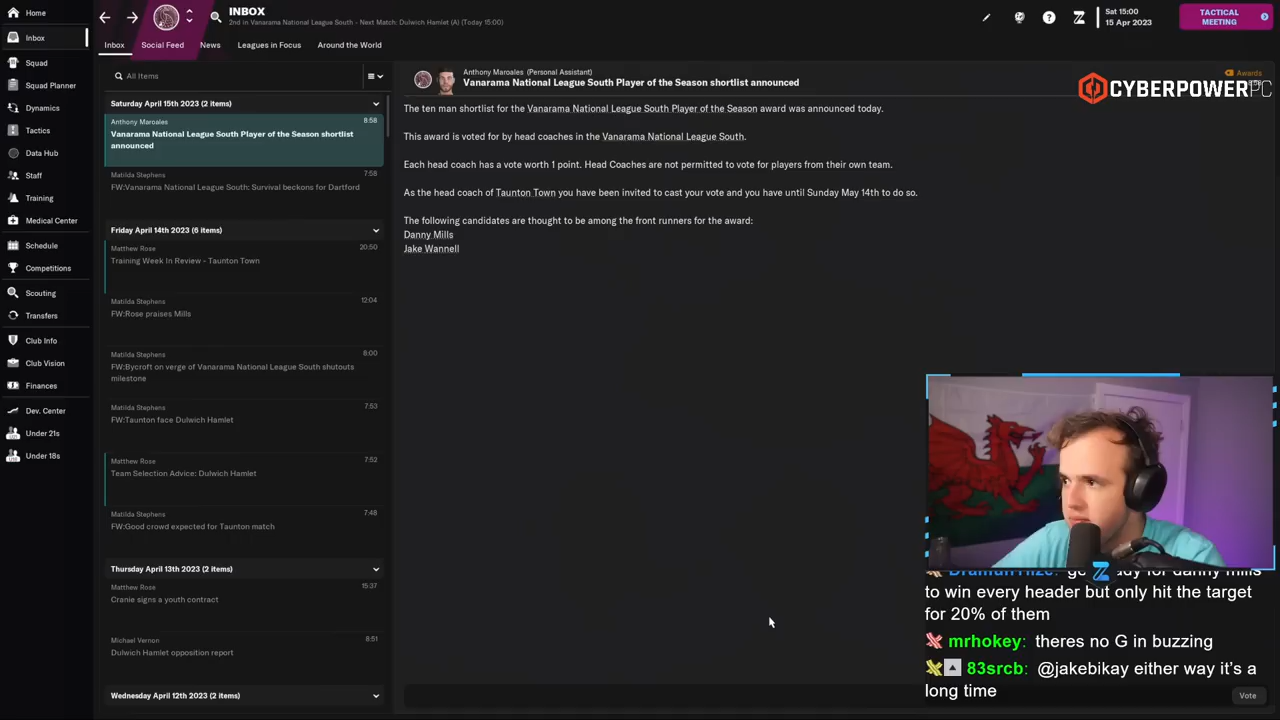 Home
Inbox
Squad
Squad Planner
Dynamics
Tactics
Data Hub
Staff
Training
Medical Center
Schedule
Competitions
Scouting
Transfers
Club Info
Club Vision
Finances
Dev. Center
Under 21s
Under 18s
INBOX
2nd in Vanarama National League South - Next Match: Dulwich Hamlet (A) (Today 15:00)
Sat 15:00
15 Apr 2023
TACTICAL
MEETING
Inbox
Social Feed
News
Leagues in Focus
Around the World
All Items
Saturday April 15th 2023 (2 items)
Anthony Maroales 8:58
Vanarama National League South Player of the Season shortlist
announced
Matilda Stephens 7:58
FW:Vanarama National League South: Survival beckons for Dartford
Friday April 14th 2023 (6 items)
Matthew Rose 20:50
Training Week In Review - Taunton Town
Matilda Stephens 12:04
FW:Rose praises Mills
Matilda Stephens 8:00
FW:Bycroft on verge of Vanarama National League South shutouts
milestone
Matilda Stephens 7:53
FW:Taunton face Dulwich Hamlet
Matthew Rose 7:52
Team Selection Advice: Dulwich Hamlet
Matilda Stephens 7:48
FW:Good crowd expected for Taunton match
Thursday April 13th 2023 (2 items)
Matthew Rose 15:37
Cranie signs a youth contract
Michael Vernon 8:51
Dulwich Hamlet opposition report
Wednesday April 12th 2023 (2 items)
Anthony Maroales (Personal Assistant)
Vanarama National League South Player of the Season shortlist announced
Awards
CYBERPOWERPC
The ten man shortlist for the Vanarama National League South Player of the Season award was announced today.
This award is voted for by head coaches in the Vanarama National League South.
Each head coach has a vote worth 1 point. Head Coaches are not permitted to vote for players from their own team.
As the head coach of Taunton Town you have been invited to cast your vote and you have until Sunday May 14th to do so.
The following candidates are thought to be among the front runners for the award:
Danny Mills
Jake Wannell
for danny mills
to win every header but only hit the target
for 20% of them
mrhokey: theres no G in buzzing
83srcb: @jakebikay either way it's a
long time
Vote